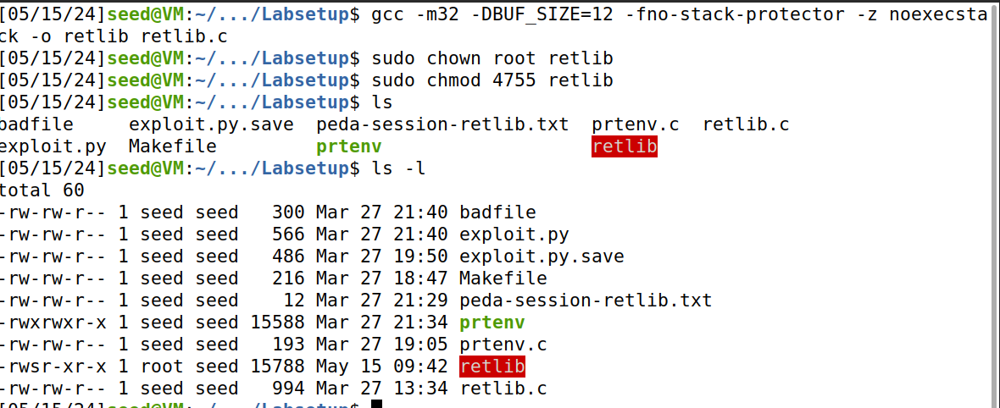 [05/15/24]seed@VM:~/.../Labsetup$ gcc -m32 -DBUF_SIZE=12 -fno-stack-protector -z noexecsta
ck -o retlib retlib.c
[05/15/24]seed@VM:~/.../Labsetup$ sudo chown root retlib
[05/15/24]seed@VM:~/.../Labsetup$ sudo chmod 4755 retlib
[05/15/24]seed@VM:~/.../Labsetup$ ls
badfile     exploit.py.save  peda-session-retlib.txt  prtenv.c  retlib.c
exploit.py  Makefile         prtenv                   retlib
[05/15/24]seed@VM:~/.../Labsetup$ ls -l
total 60
-rw-rw-r-- 1 seed seed   300 Mar 27 21:40 badfile
-rw-rw-r-- 1 seed seed   566 Mar 27 21:40 exploit.py
-rw-rw-r-- 1 seed seed   486 Mar 27 19:50 exploit.py.save
-rw-rw-r-- 1 seed seed   216 Mar 27 18:47 Makefile
-rw-rw-r-- 1 seed seed    12 Mar 27 21:29 peda-session-retlib.txt
-rwxrwxr-x 1 seed seed 15588 Mar 27 21:34 prtenv
-rw-rw-r-- 1 seed seed   193 Mar 27 19:05 prtenv.c
-rwsr-xr-x 1 root seed 15788 May 15 09:42 retlib
-rw-rw-r-- 1 seed seed   994 Mar 27 13:34 retlib.c
[05/15/24]seed@VM:~/.../Labsetup$